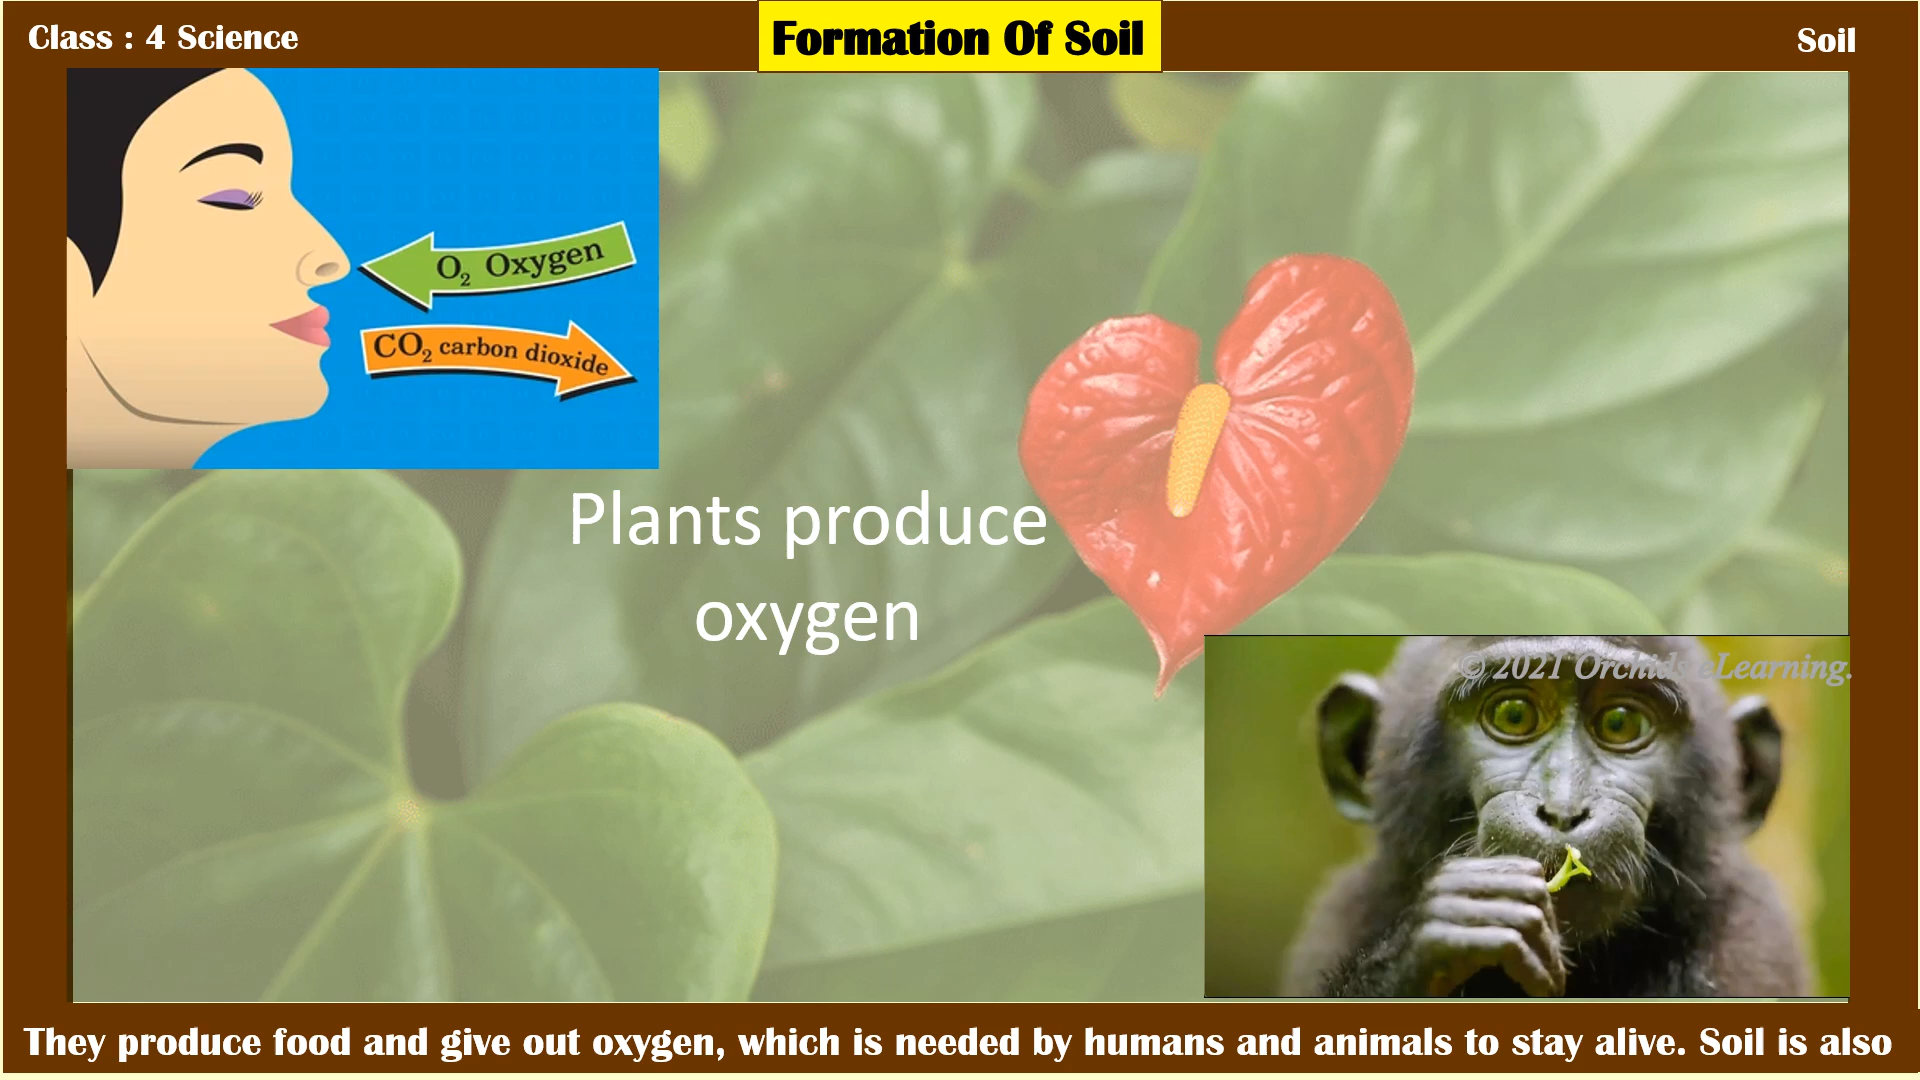 Class : 4 Science
Formation Of Soil
Soil
O₂ Oxygen
CO₂ carbon dioxide
Plants produce
oxygen
© 2021 Orchids eLearning.
They produce food and give out oxygen, which is needed by humans and animals to stay alive. Soil is also